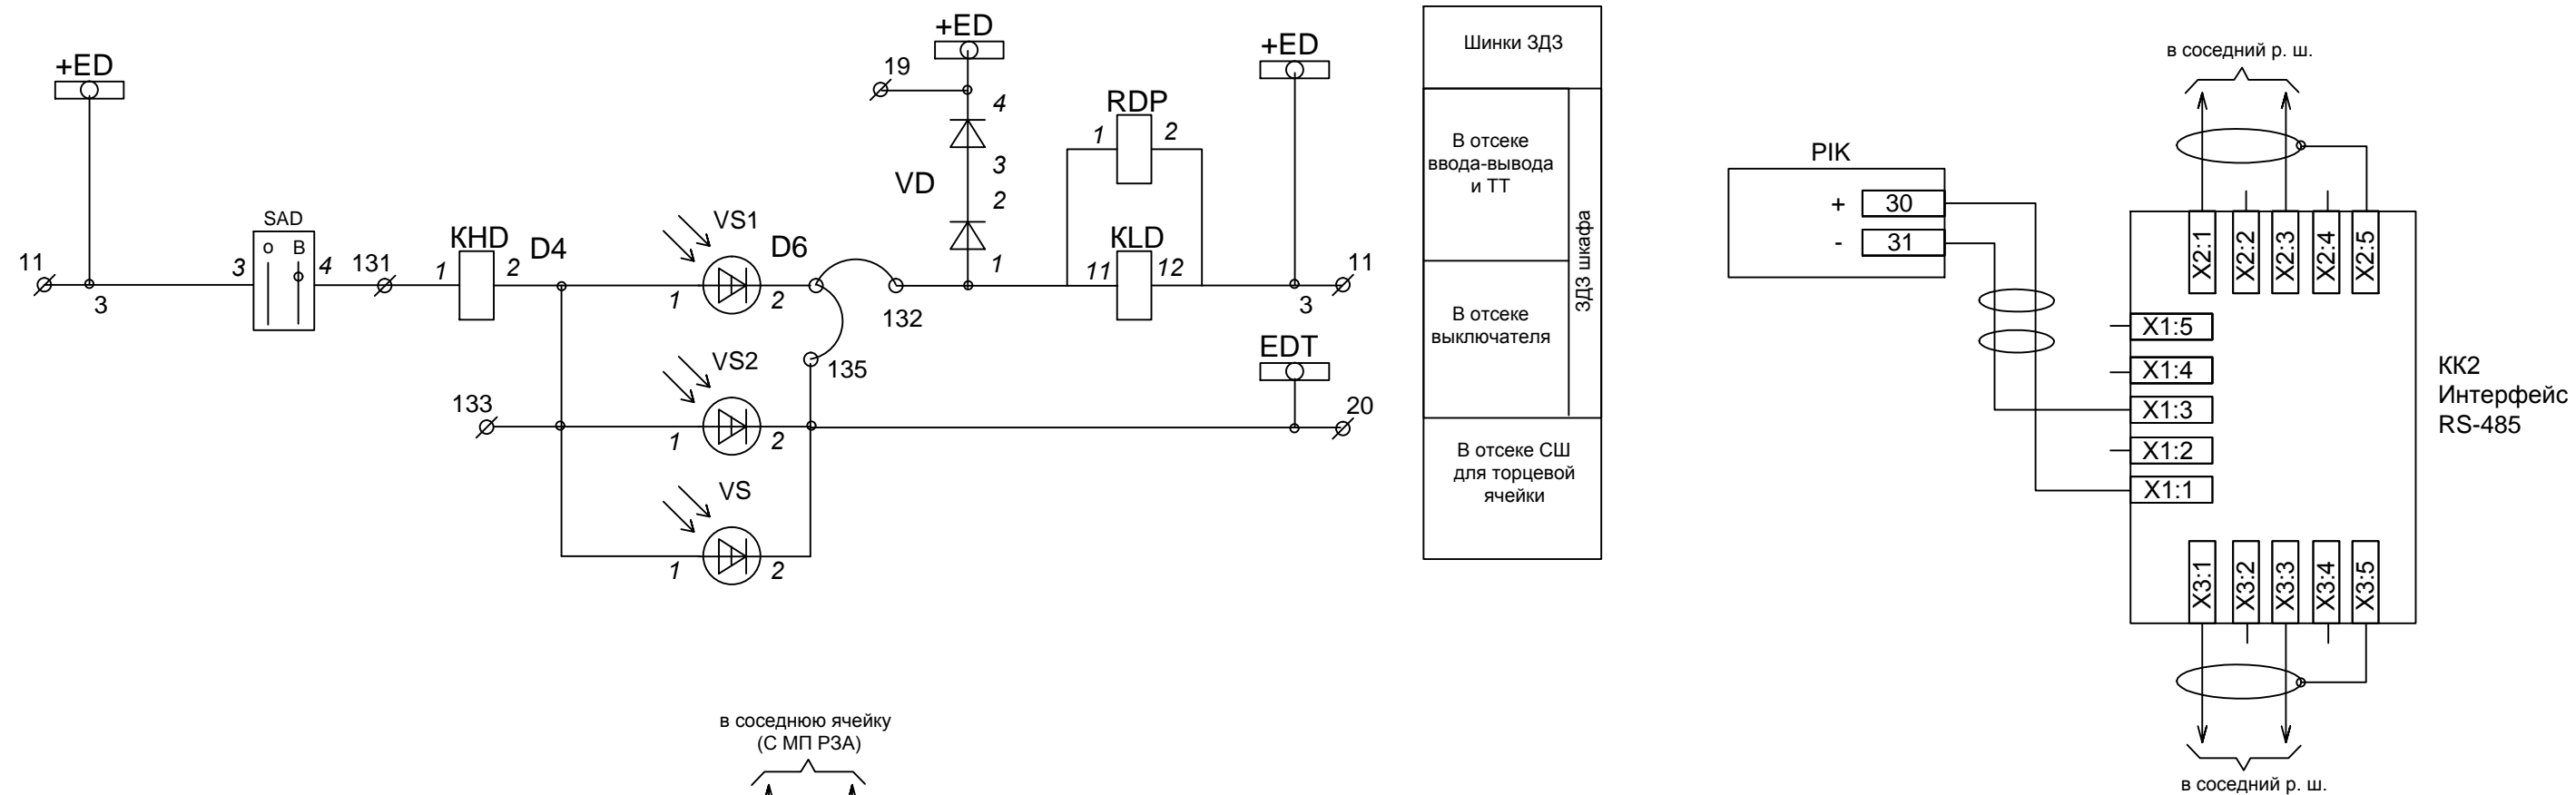 +ED
11
3
SAD
o B
3
4
131
KHD
1
2
D4
VS1
1
2
D6
132
135
133
VS2
1
2
VS
1
2
+ED
19
4
3
VD
2
1
RDP
1
2
KLD
11
12
+ED
11
3
EDT
20
Шинки ЗДЗ
В отсеке
ввода-вывода
и ТТ
В отсеке
выключателя
ЗДЗ шкафа
В отсеке СШ
для торцевой
ячейки
PIK
+ 30
- 31
в соседний р. ш.
X2:1
X2:2
X2:3
X2:4
X2:5
X1:5
X1:4
X1:3
X1:2
X1:1
КК2
Интерфейс
RS-485
X3:1
X3:2
X3:3
X3:4
X3:5
в соседний р. ш.
в соседнюю ячейку
(С МП РЗА)